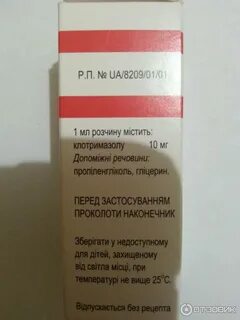 Р.П. № UA/8209/01/01
1 мл розчину містить:
клотримазолу 10 мг
Допоміжні речовини:
пропіленгліколь, гліцерин.
ПЕРЕД ЗАСТОСУВАННЯМ
ПРОКОЛОТИ НАКОНЕЧНИК
Зберігати у недоступному
для дітей, захищеному
від світла місці, при
температурі не вище 25°С.
Відпускається без рецепта